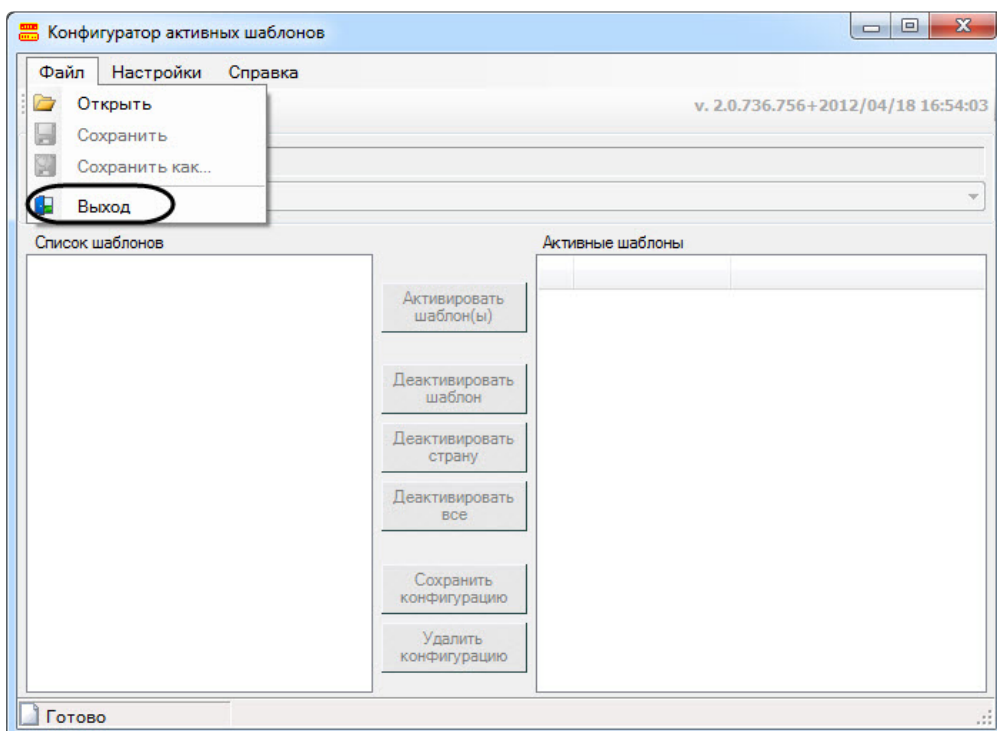 Конфигуратор активных шаблонов
Файл Настройки Справка
Открыть
v. 2.0.736.756+2012/04/18 16:54:03
Сохранить
Сохранить как...
Выход
Список шаблонов
Активные шаблоны
Активировать
шаблон(ы)
Деактивировать
шаблон
Деактивировать
страну
Деактивировать
все
Сохранить
конфигурацию
Удалить
конфигурацию
Готово